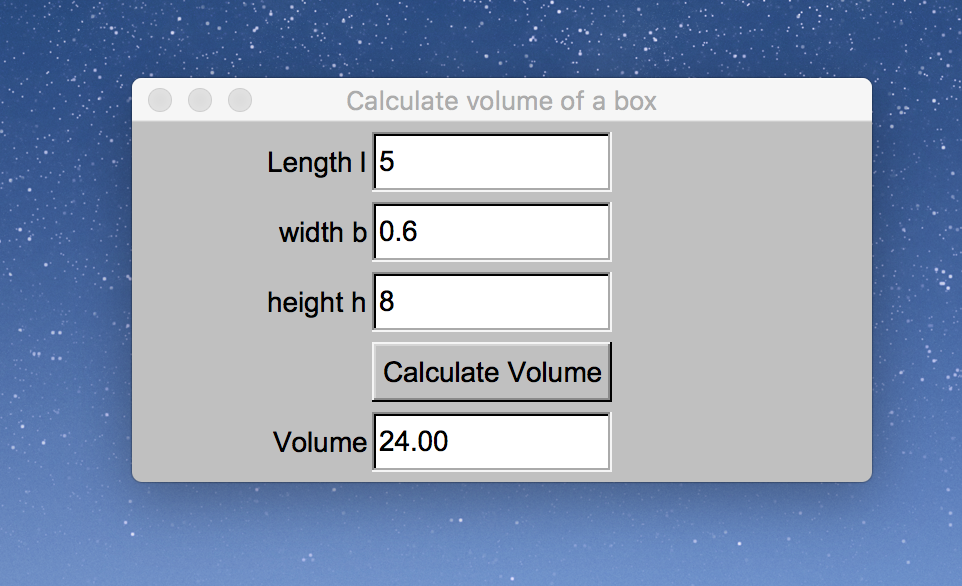 Calculate volume of a box
Length l 5
width b 0.6
height h 8
Calculate Volume
Volume 24.00